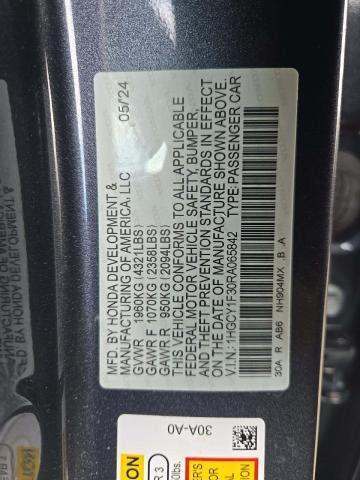 MFD. BY HONDA DEVELOPMENT &
MANUFACTURING OF AMERICA, LLC 05/24
GVWR 1960KG (4321LBS)
GAWR F 1070KG (2358LBS)
GAWR R 950KG (2094LBS)
THIS VEHICLE CONFORMS TO ALL APPLICABLE
FEDERAL MOTOR VEHICLE SAFETY, BUMPER,
AND THEFT PREVENTION STANDARDS IN EFFECT
ON THE DATE OF MANUFACTURE SHOWN ABOVE.
V.I.N.: 1HGCY1F30RA065842 TYPE: PASSENGER CAR
30A R AB6 NH904MX B A
30A-A0